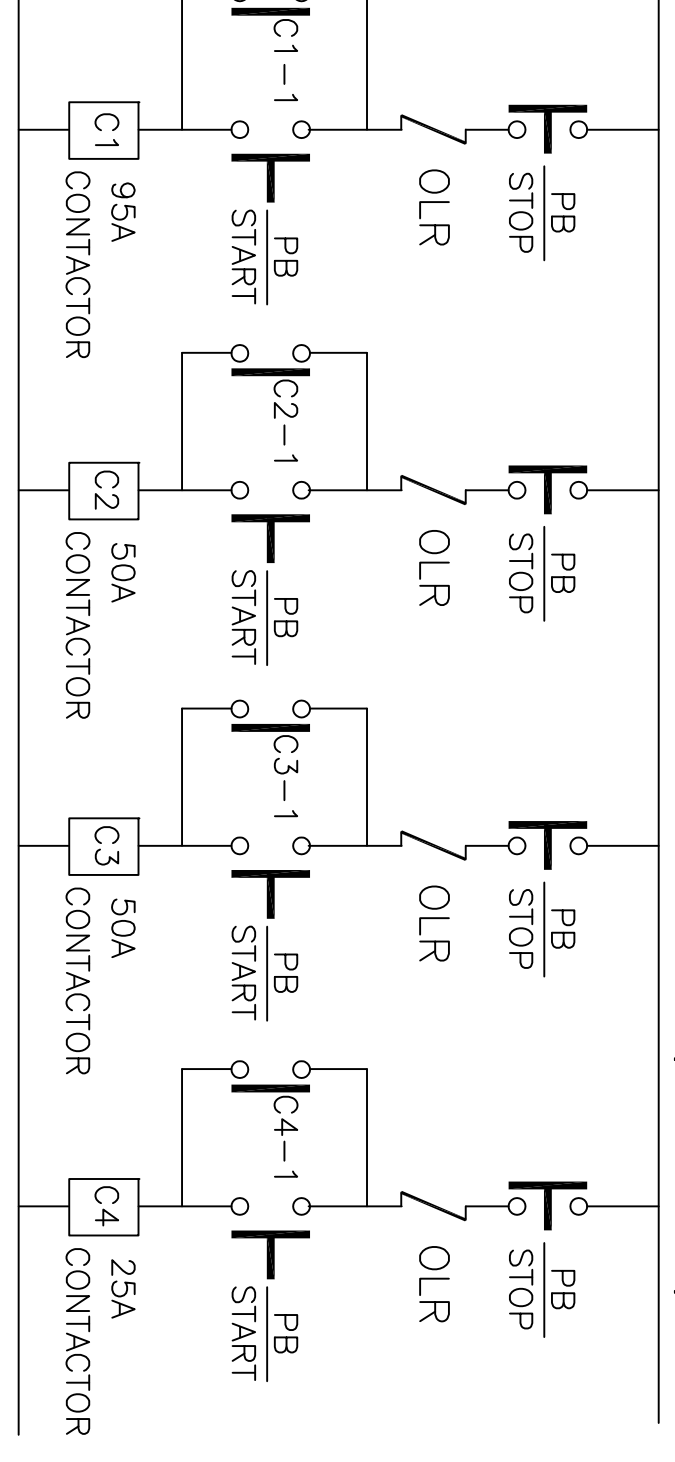 C1-1
C1
95A
CONTACTOR
PB
START
OLR
PB
STOP
C2-1
C2
50A
CONTACTOR
PB
START
OLR
PB
STOP
C3-1
C3
50A
CONTACTOR
PB
START
OLR
PB
STOP
C4-1
C4
25A
CONTACTOR
PB
START
OLR
PB
STOP